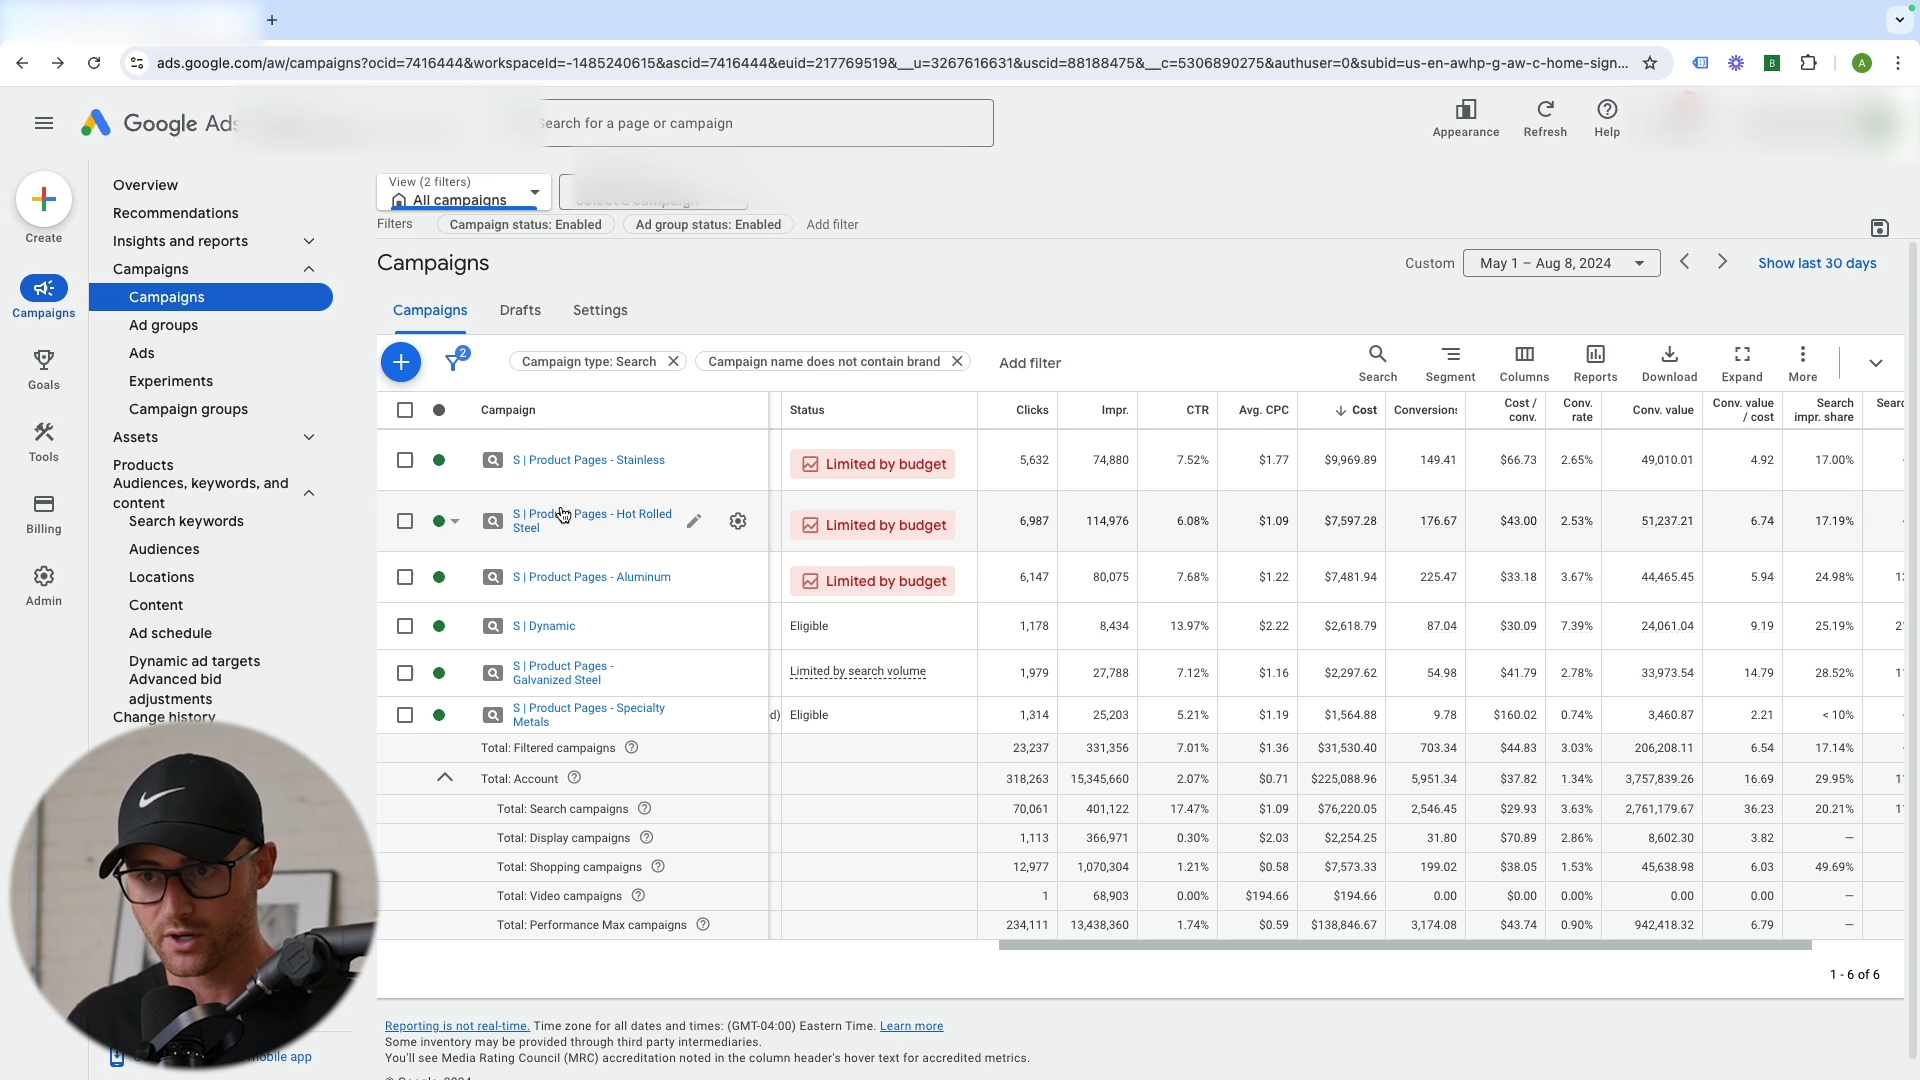 ads.google.com/aw/campaigns?ocid=7416444&workspaceId=-1485240615&ascid=7416444&euid=217769519&__u=3267616631&uscid=88188475&__c=5306890275&authuser=0&subid=us-en-awhp-g-aw-c-home-sign...
B
A
Google Ads
Search for a page or campaign
Appearance
Refresh
Help
Create
Campaigns
Goals
Tools
Billing
Admin
Overview
Recommendations
Insights and reports
Campaigns
Campaigns
Ad groups
Ads
Experiments
Campaign groups
Assets
Products
Audiences, keywords, and
content
Search keywords
Audiences
Locations
Content
Ad schedule
Dynamic ad targets
Advanced bid
adjustments
Change history
mobile app
View (2 filters)
All campaigns
Select a campaign
Filters Campaign status: Enabled Ad group status: Enabled Add filter
Campaigns
Custom May 1 – Aug 8, 2024 Show last 30 days
Campaigns Drafts Settings
2
Campaign type: Search Campaign name does not contain brand Add filter
Search Segment Columns Reports Download Expand More
Campaign Status Clicks Impr. CTR Avg. CPC Cost Conversions Cost / conv. Conv. rate Conv. value Conv. value / cost Search impr. share Searc
S | Product Pages - Stainless Limited by budget 5,632 74,880 7.52% $1.77 $9,969.89 149.41 $66.73 2.65% 49,010.01 4.92 17.00%
S | Product Pages - Hot Rolled
Steel Limited by budget 6,987 114,976 6.08% $1.09 $7,597.28 176.67 $43.00 2.53% 51,237.21 6.74 17.19%
S | Product Pages - Aluminum Limited by budget 6,147 80,075 7.68% $1.22 $7,481.94 225.47 $33.18 3.67% 44,465.45 5.94 24.98% 1
S | Dynamic Eligible 1,178 8,434 13.97% $2.22 $2,618.79 87.04 $30.09 7.39% 24,061.04 9.19 25.19% 2
S | Product Pages -
Galvanized Steel Limited by search volume 1,979 27,788 7.12% $1.16 $2,297.62 54.98 $41.79 2.78% 33,973.54 14.79 28.52% 1
S | Product Pages - Specialty
Metals d) Eligible 1,314 25,203 5.21% $1.19 $1,564.88 9.78 $160.02 0.74% 3,460.87 2.21 < 10%
Total: Filtered campaigns 23,237 331,356 7.01% $1.36 $31,530.40 703.34 $44.83 3.03% 206,208.11 6.54 17.14%
Total: Account 318,263 15,345,660 2.07% $0.71 $225,088.96 5,951.34 $37.82 1.34% 3,757,839.26 16.69 29.95% 1
Total: Search campaigns 70,061 401,122 17.47% $1.09 $76,220.05 2,546.45 $29.93 3.63% 2,761,179.67 36.23 20.21% 1
Total: Display campaigns 1,113 366,971 0.30% $2.03 $2,254.25 31.80 $70.89 2.86% 8,602.30 3.82 —
Total: Shopping campaigns 12,977 1,070,304 1.21% $0.58 $7,573.33 199.02 $38.05 1.53% 45,638.98 6.03 49.69%
Total: Video campaigns 1 68,903 0.00% $194.66 $194.66 0.00 $0.00 0.00% 0.00 0.00 —
Total: Performance Max campaigns 234,111 13,438,360 1.74% $0.59 $138,846.67 3,174.08 $43.74 0.90% 942,418.32 6.79 —
1 - 6 of 6
Reporting is not real-time. Time zone for all dates and times: (GMT-04:00) Eastern Time. Learn more
Some inventory may be provided through third party intermediaries.
You'll see Media Rating Council (MRC) accreditation noted in the column header's hover text for accredited metrics.
© Google, 2024